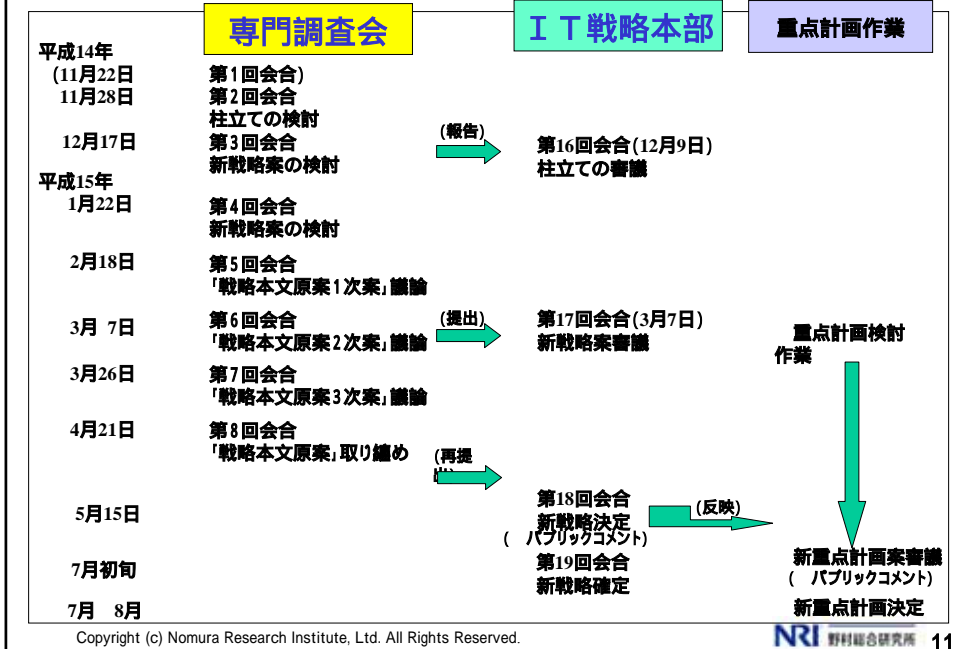 専門調査会
ＩＴ戦略本部
重点計画作業
平成14年
(11月22日 第1回会合)
11月28日 第2回会合
柱立ての検討
(報告)
12月17日 第3回会合
新戦略案の検討
第16回会合(12月9日)
柱立ての審議
平成15年
1月22日 第4回会合
新戦略案の検討
2月18日 第5回会合
「戦略本文原案1次案」議論
3月 7日 第6回会合
「戦略本文原案2次案」議論
(提出)
第17回会合(3月7日)
新戦略案審議
重点計画検討
作業
3月26日 第7回会合
「戦略本文原案3次案」議論
4月21日 第8回会合
「戦略本文原案」取り纏め
(再提
出)
5月15日
第18回会合
新戦略決定
( パブリックコメント)
(反映)
7月初旬
第19回会合
新戦略確定
新重点計画案審議
( パブリックコメント)
7月 8月
新重点計画決定
Copyright (c) Nomura Research Institute, Ltd. All Rights Reserved.
NRI 野村総合研究所 11